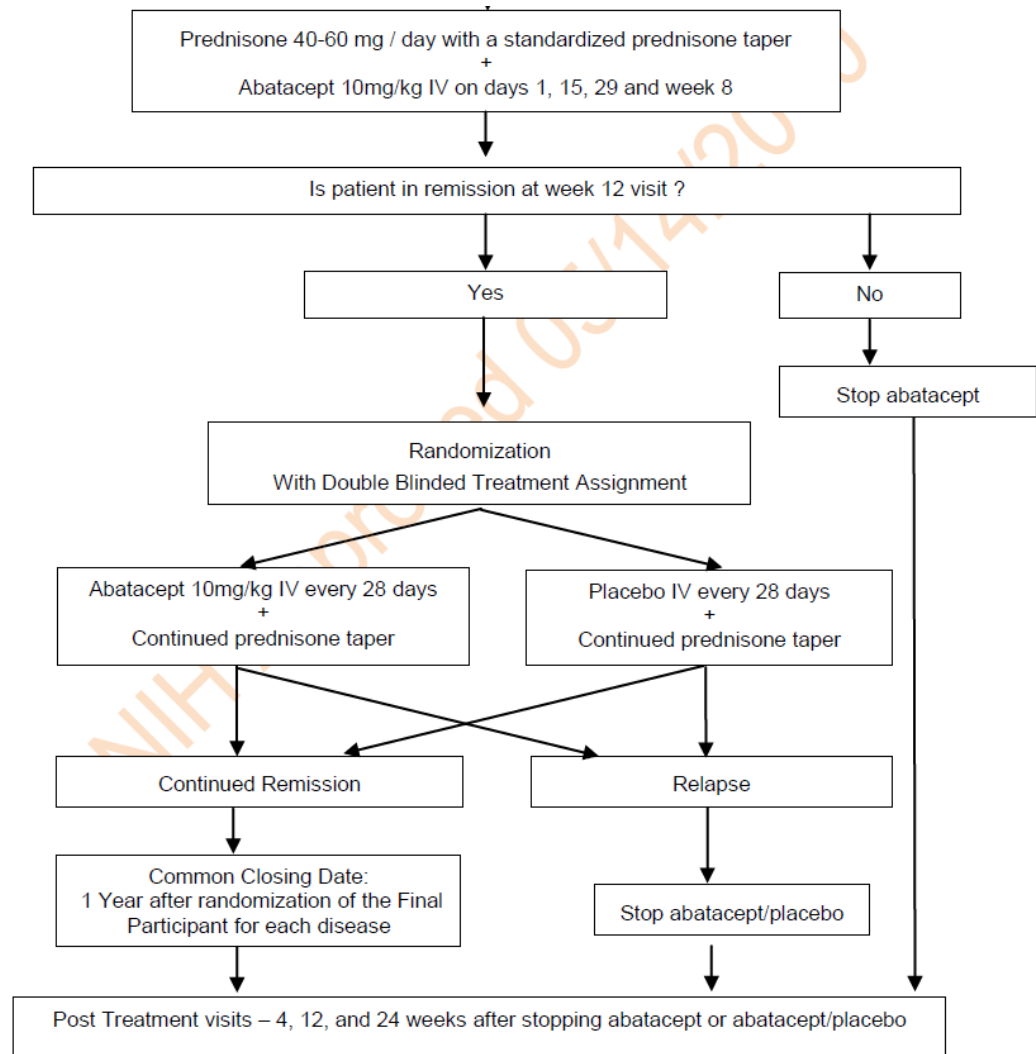 Prednisone 40-60 mg / day with a standardized prednisone taper
+
Abatacept 10mg/kg IV on days 1, 15, 29 and week 8
Is patient in remission at week 12 visit ?
Yes
No
Stop abatacept
Randomization
With Double Blinded Treatment Assignment
Abatacept 10mg/kg IV every 28 days
+
Continued prednisone taper
Placebo IV every 28 days
+
Continued prednisone taper
Continued Remission
Relapse
Common Closing Date:
1 Year after randomization of the Final
Participant for each disease
Stop abatacept/placebo
Post Treatment visits – 4, 12, and 24 weeks after stopping abatacept or abatacept/placebo
NIH